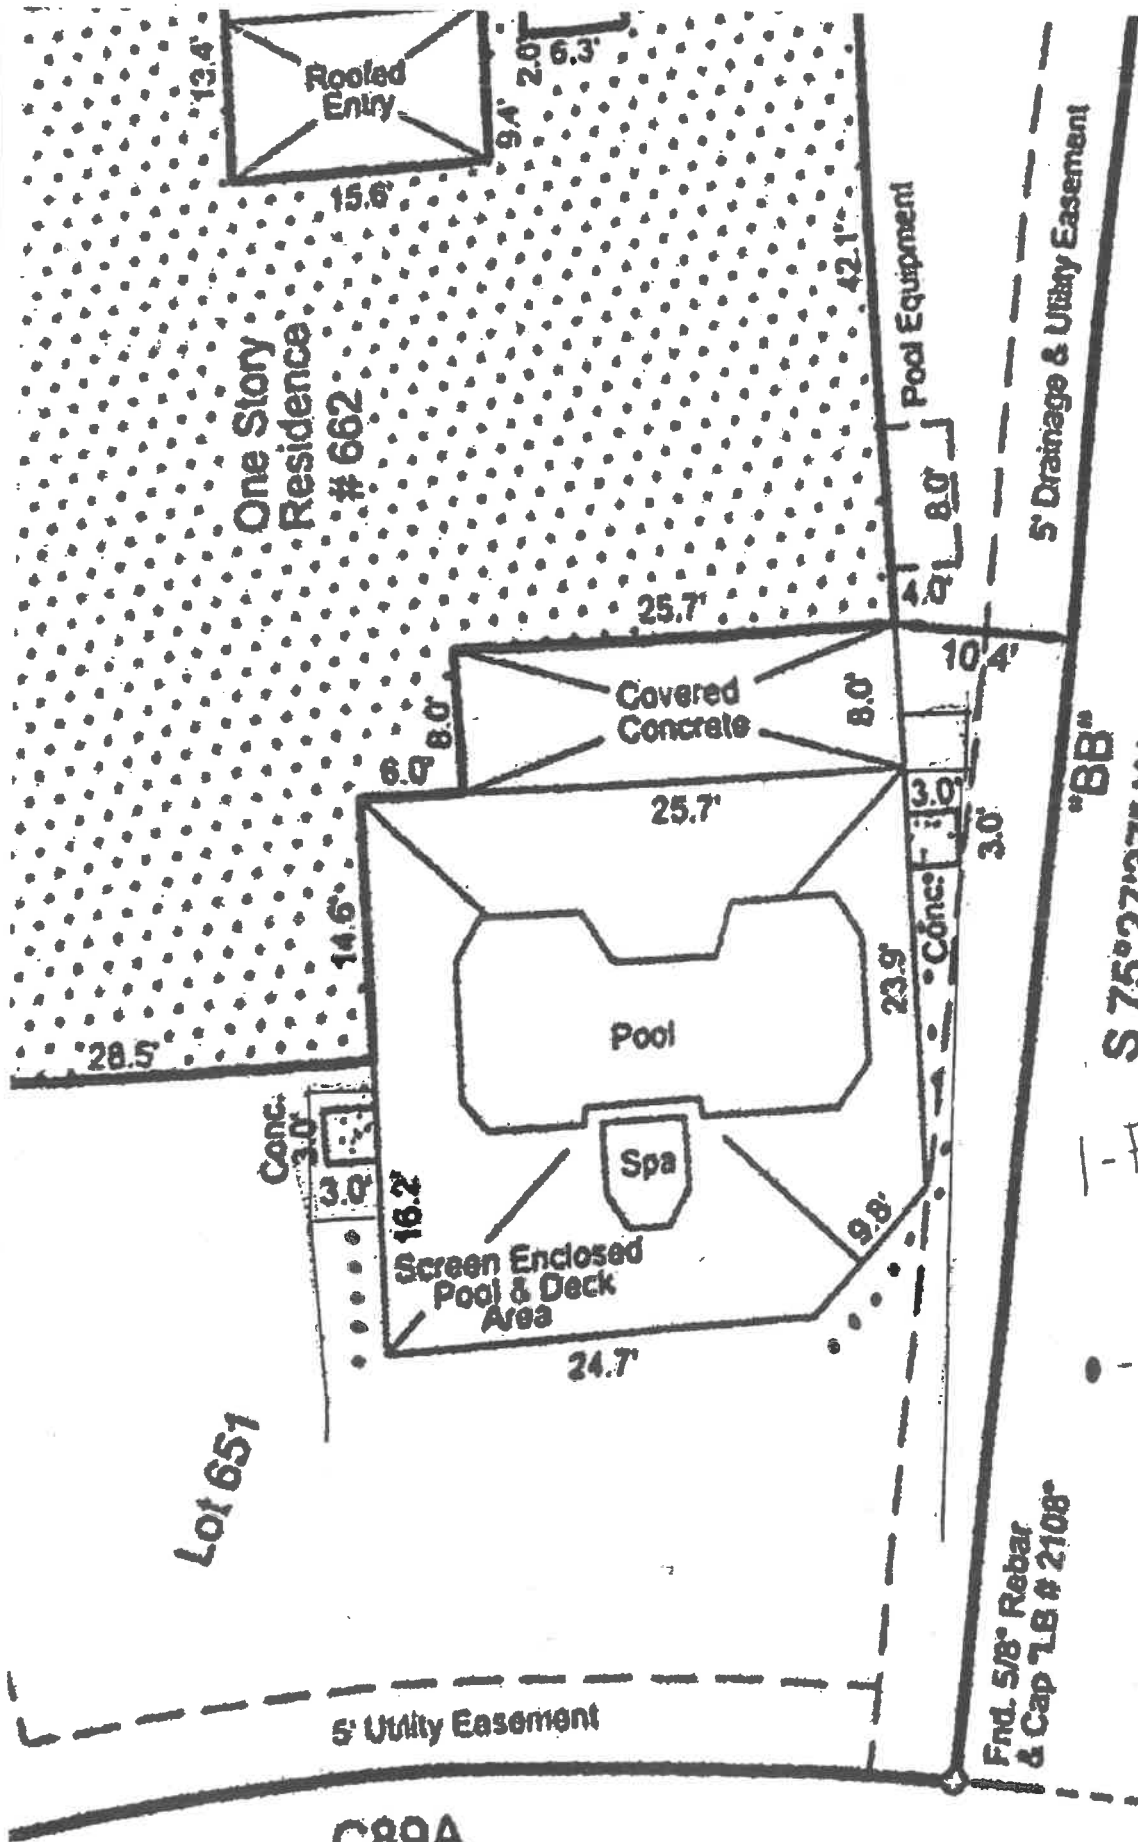 13.4'
Roofed
Entry
2.0'
6.3'
9.4'
15.6'
42.1'
Pool Equipment
5' Drainage & Utility Easement
One Story
Residence
# 662
8.0'
4.0'
25.7'
10.4'
Covered
Concrete
8.0'
8.0'
6.0'
25.7'
3.0'
3.0'
"BB"
14.6'
Conc.
23.9'
Pool
28.5'
Conc.
3.0'
3.0'
16.2'
Spa
9.8'
Screen Enclosed
Pool & Deck
Area
24.7'
Lot 651
Fnd. 5/8" Rebar
& Cap "LB # 2108"
5' Utility Easement
C89A